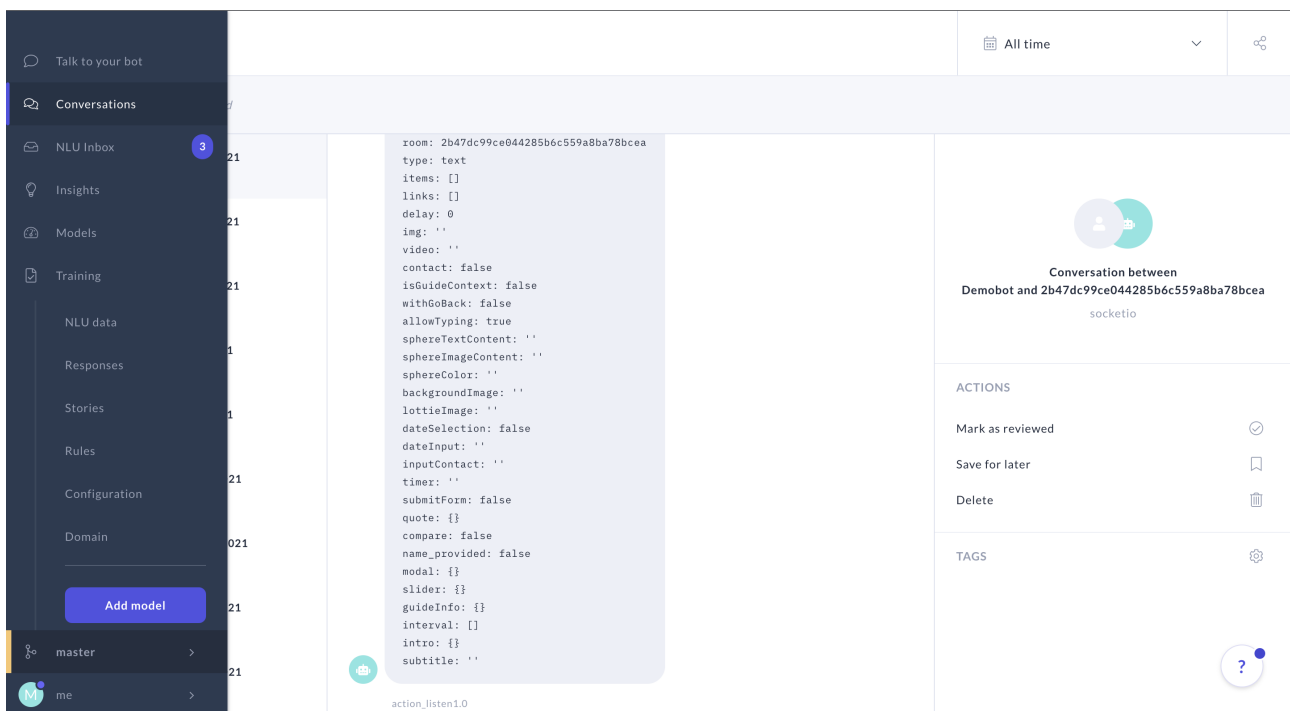 Talk to your bot
Conversations
NLU Inbox
3
Insights
Models
Training
NLU data
Responses
Stories
Rules
Configuration
Domain
Add model
master
me
M
All time
d
21
21
21
1
1
21
021
21
21
room: 2b47dc99ce044285b6c559a8ba78bcea
type: text
items: []
links: []
delay: 0
img: ''
video: ''
contact: false
isGuideContext: false
withGoBack: false
allowTyping: true
sphereTextContent: ''
sphereImageContent: ''
sphereColor: ''
backgroundImage: ''
lottieImage: ''
dateSelection: false
dateInput: ''
inputContact: ''
timer: ''
submitForm: false
quote: {}
compare: false
name_provided: false
modal: {}
slider: {}
guideInfo: {}
interval: []
intro: {}
subtitle: ''
action_listen1.0
Conversation between
Demobot and 2b47dc99ce044285b6c559a8ba78bcea
socketio
ACTIONS
Mark as reviewed
Save for later
Delete
TAGS
?